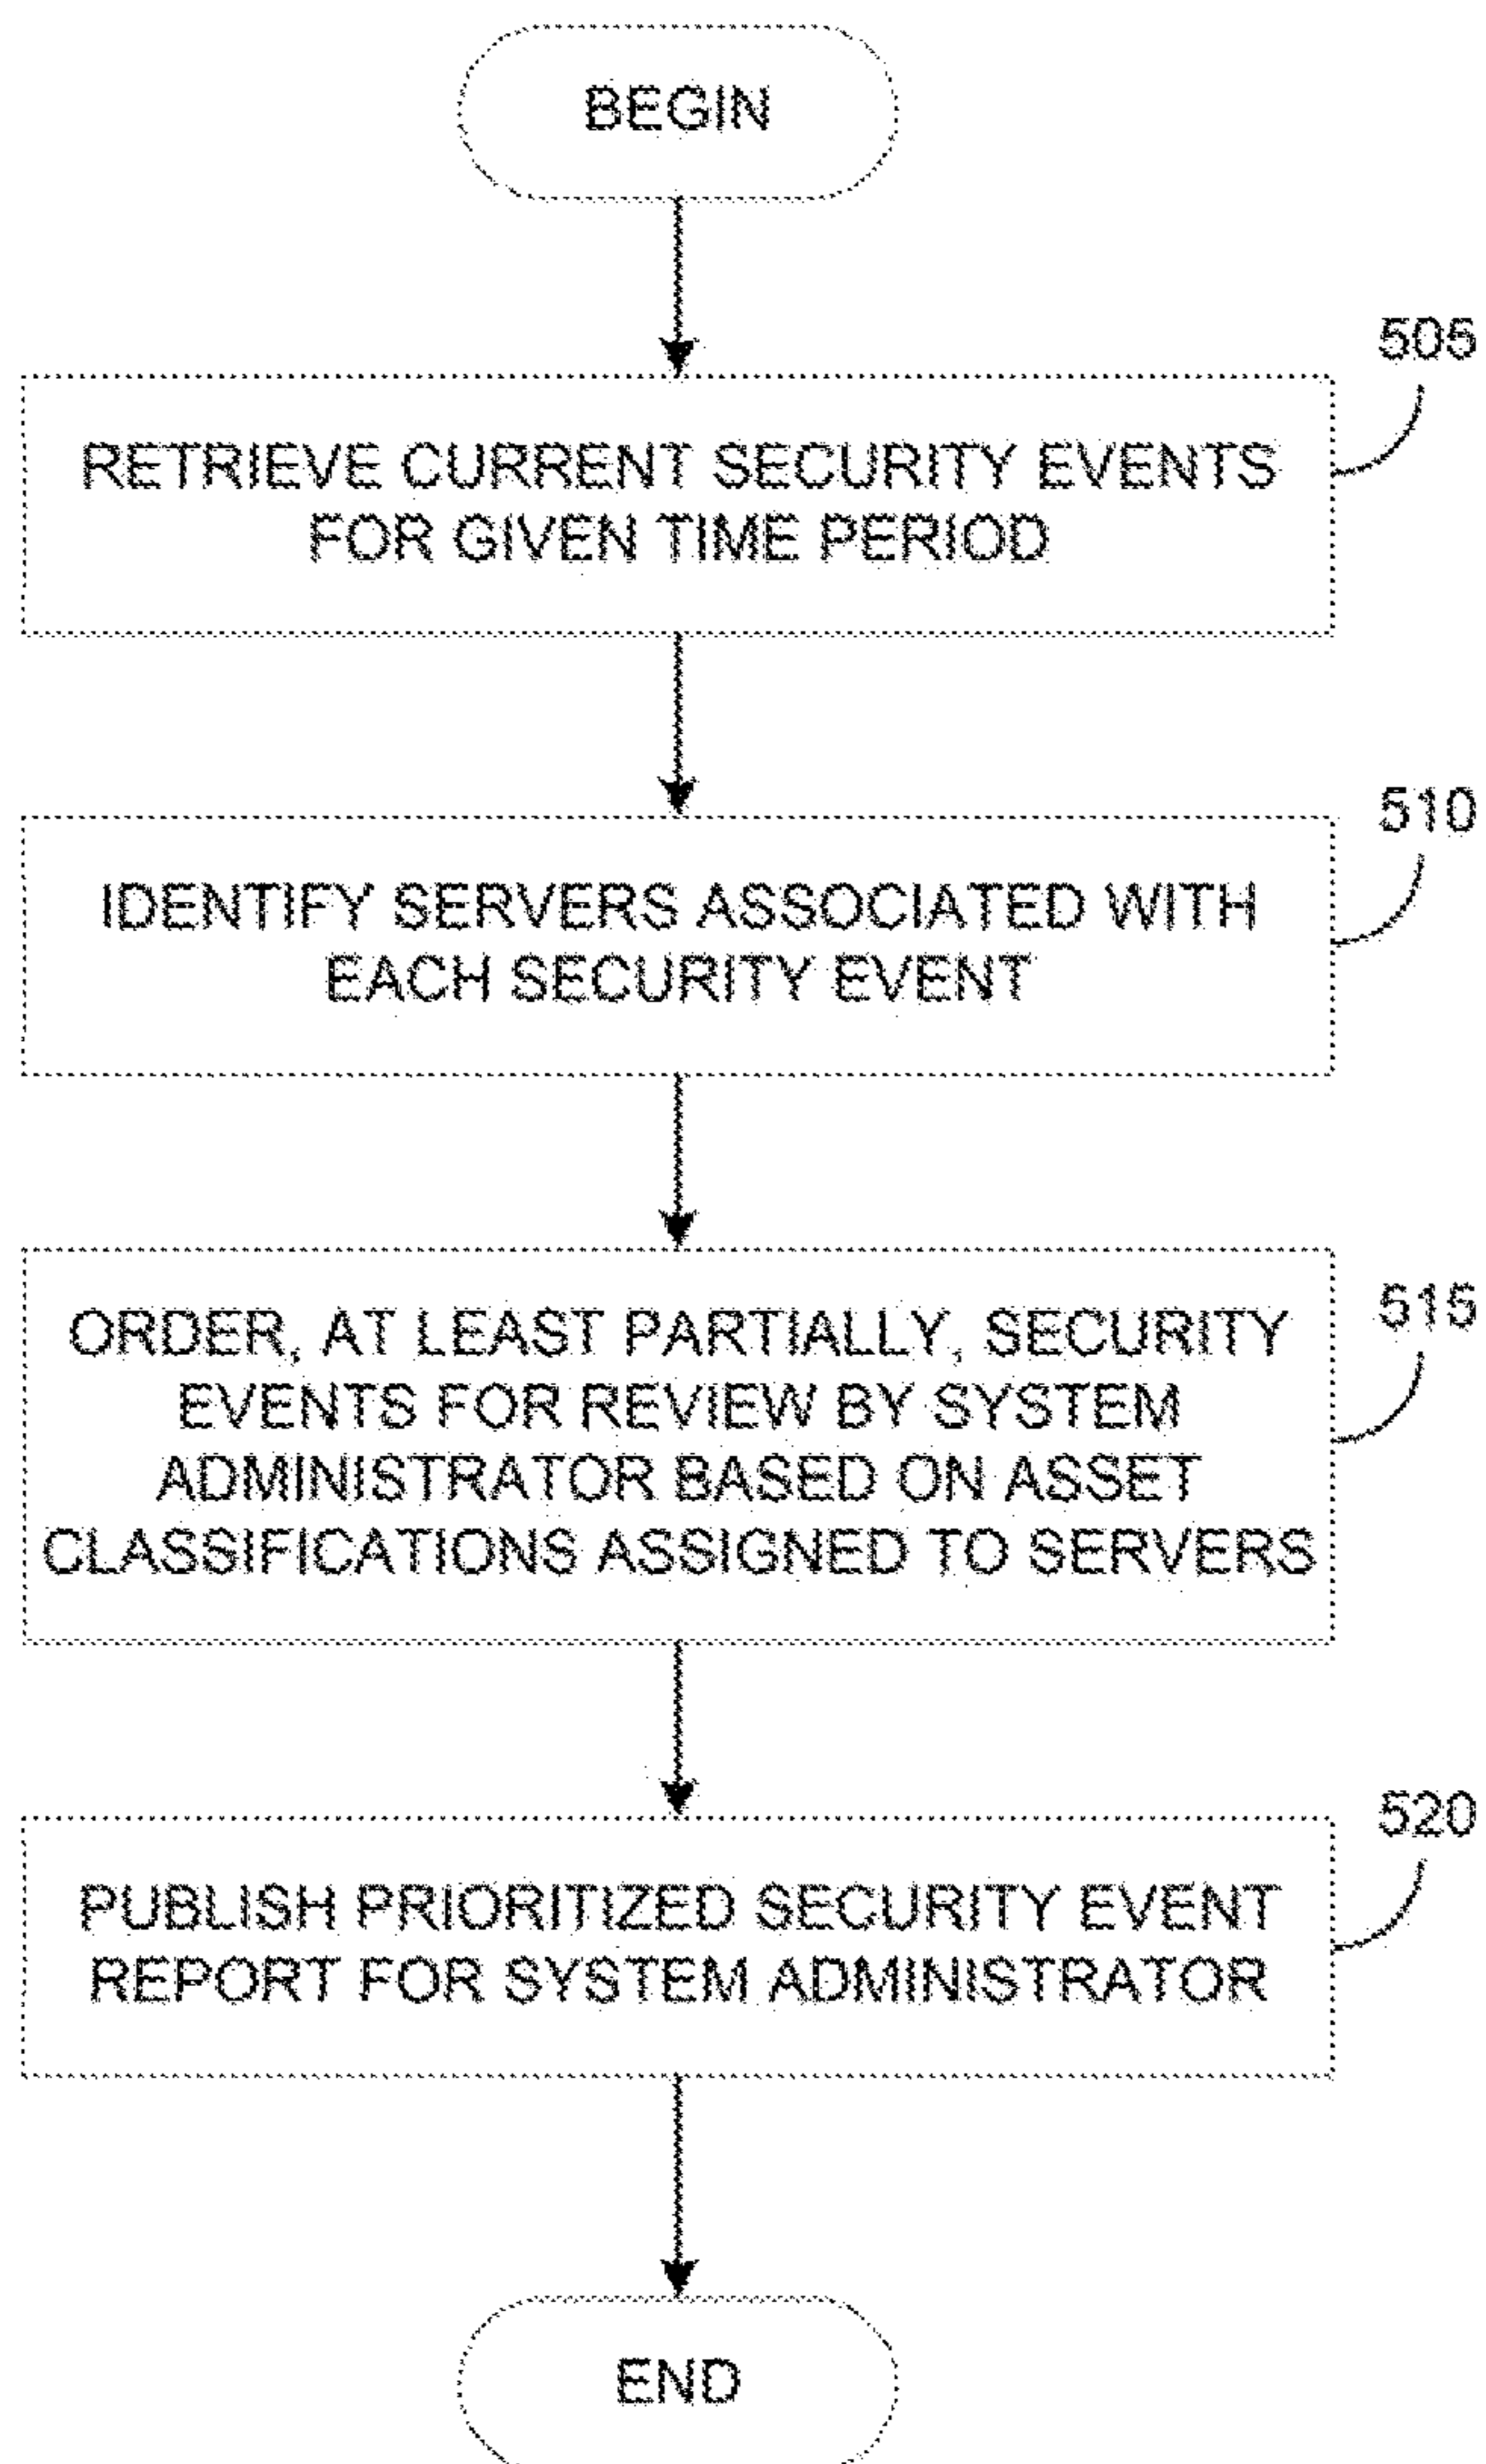 BEGIN
505
RETRIEVE CURRENT SECURITY EVENTS
FOR GIVEN TIME PERIOD
510
IDENTIFY SERVERS ASSOCIATED WITH
EACH SECURITY EVENT
515
ORDER, AT LEAST PARTIALLY, SECURITY
EVENTS FOR REVIEW BY SYSTEM
ADMINISTRATOR BASED ON ASSET
CLASSIFICATIONS ASSIGNED TO SERVERS
520
PUBLISH PRIORITIZED SECURITY EVENT
REPORT FOR SYSTEM ADMINISTRATOR
END